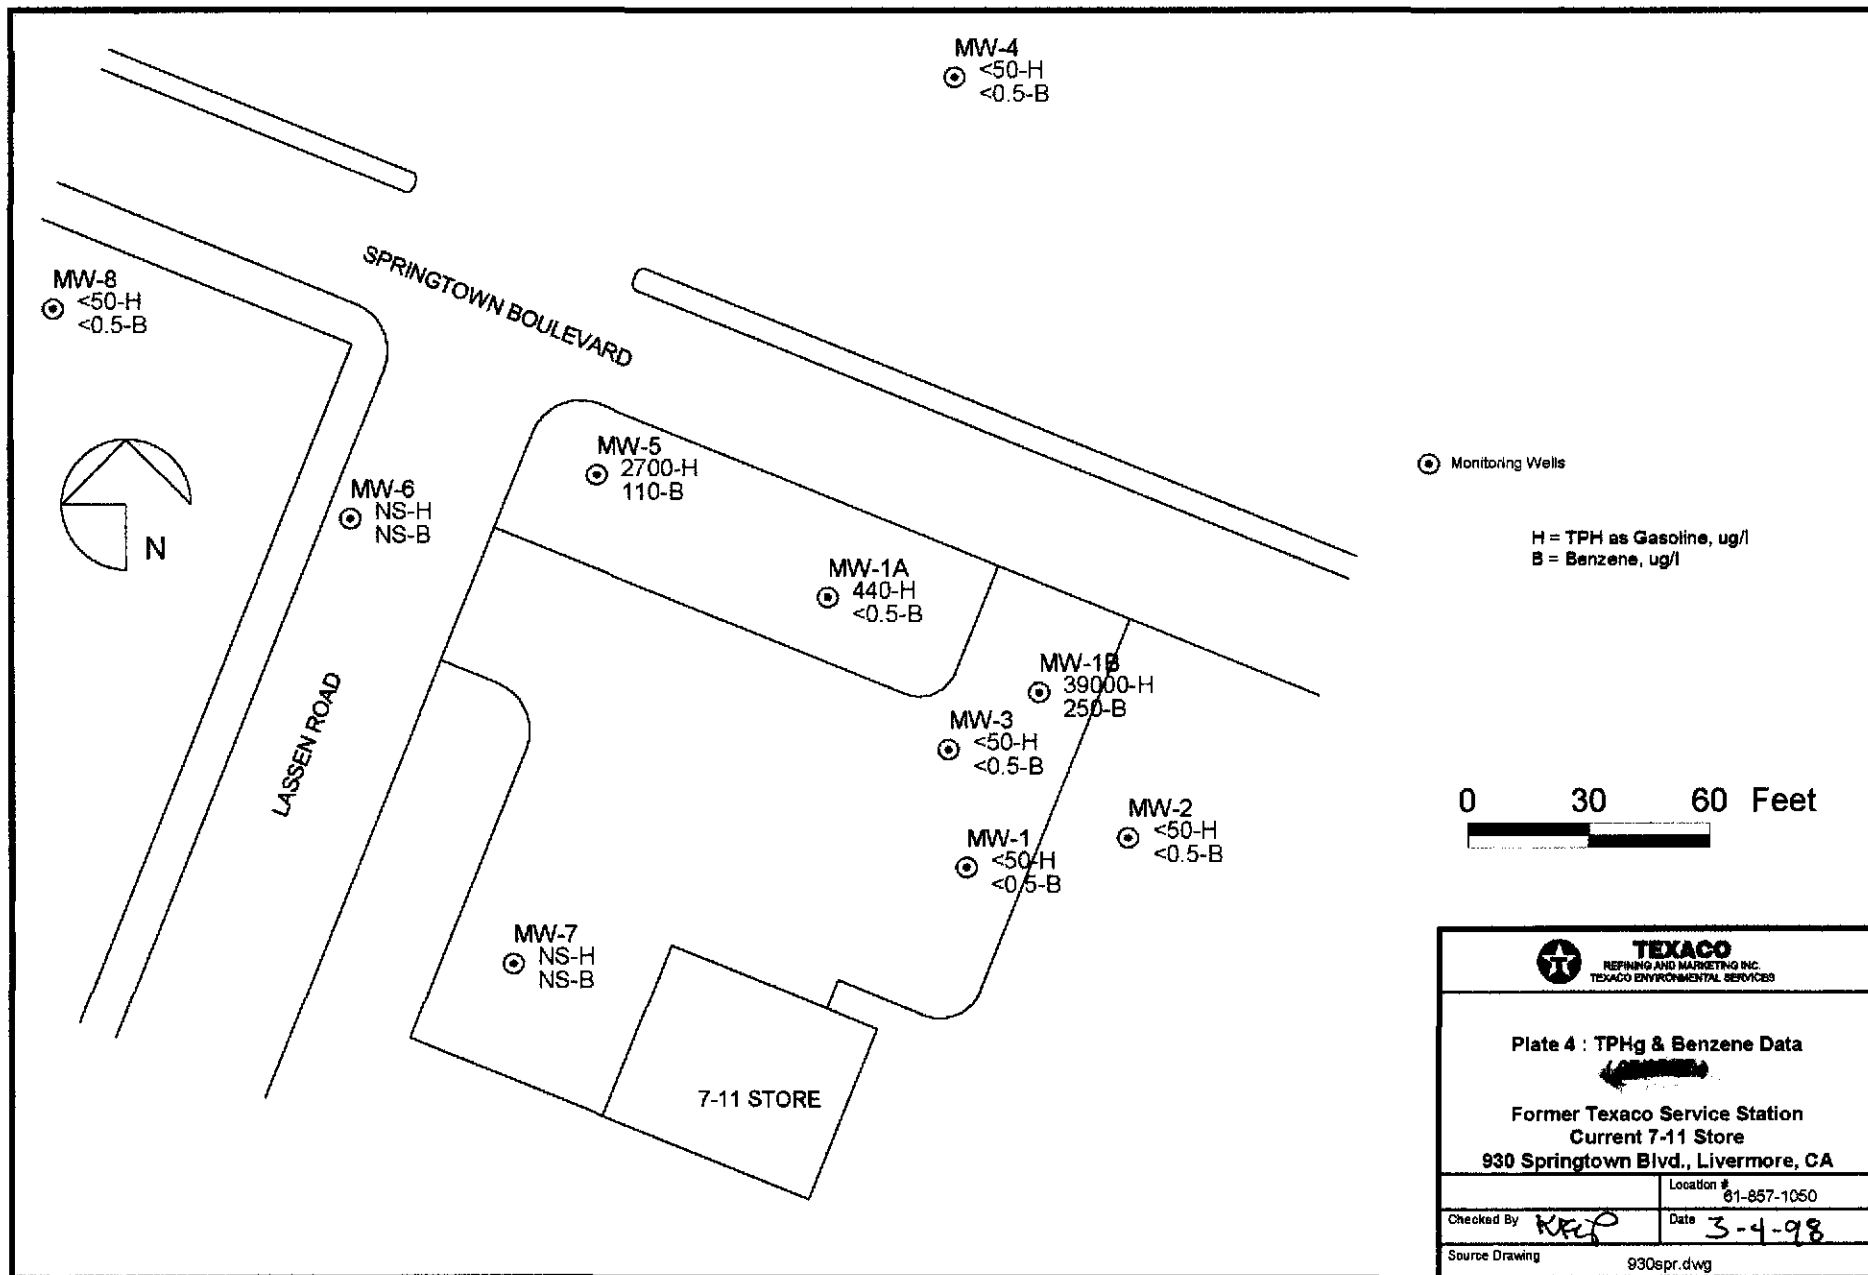 MW-4
<50-H
<0.5-B
MW-8
<50-H
<0.5-B
SPRINGTOWN BOULEVARD
MW-5
2700-H
110-B
MW-6
NS-H
NS-B
N
MW-1A
440-H
<0.5-B
Monitoring Wells
H = TPH as Gasoline, ug/l
B = Benzene, ug/l
MW-1B
39000-H
250-B
MW-3
<50-H
<0.5-B
LASSEN ROAD
MW-2
<50-H
<0.5-B
MW-1
<50-H
<0.5-B
0 30 60 Feet
MW-7
NS-H
NS-B
7-11 STORE
T
TEXACO
REFINING AND MARKETING INC.
TEXACO ENVIRONMENTAL SERVICES
Plate 4 : TPHg & Benzene Data
Former Texaco Service Station
Current 7-11 Store
930 Springtown Blvd., Livermore, CA
Location #
61-857-1050
Checked By
Date 3-4-98
Source Drawing
930spr.dwg